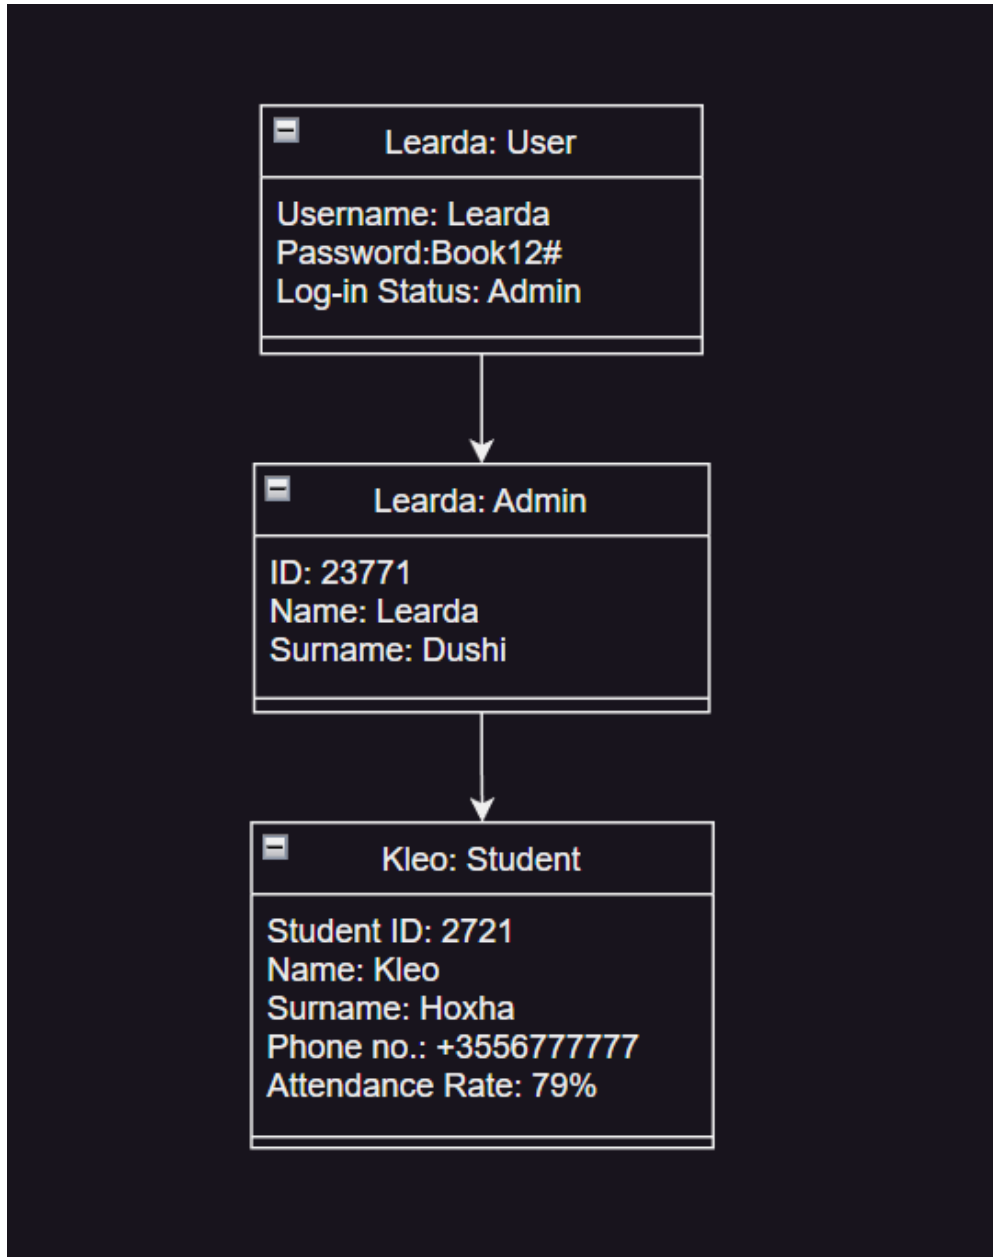 Learda: User
Username: Learda
Password:Book12#
Log-in Status: Admin
Learda: Admin
ID: 23771
Name: Learda
Surname: Dushi
Kleo: Student
Student ID: 2721
Name: Kleo
Surname: Hoxha
Phone no.: +3556777777
Attendance Rate: 79%